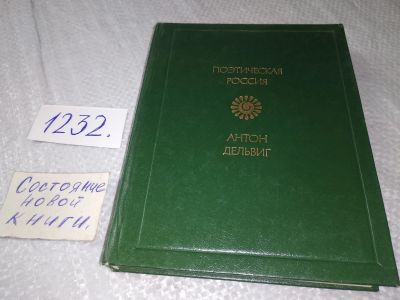 ПОЭТИЧЕСКАЯ
РОССИЯ
АНТОН
ДЕЛЬВИГ
1232.
Состояние
новой
книги.